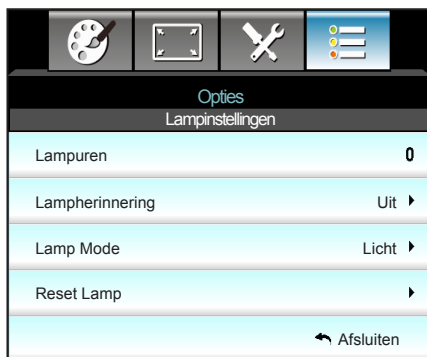 Opties
Lampinstellingen
Lampuren 0
Lampherinnering Uit
Lamp Mode Licht
Reset Lamp
Afsluiten